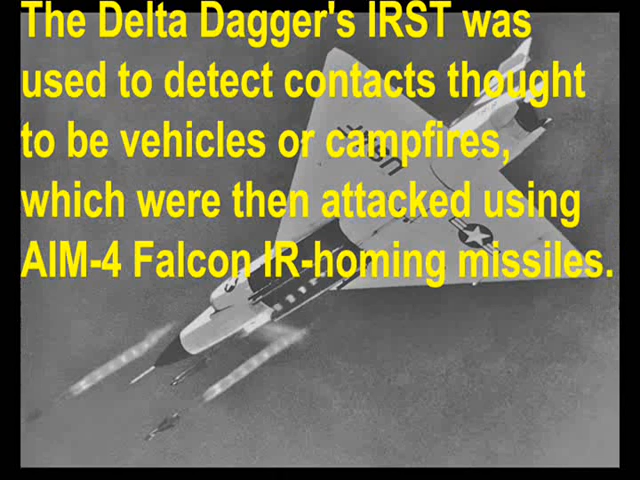 The Delta Dagger's IRST was
used to detect contacts thought
to be vehicles or campfires,
which were then attacked using
AIM-4 Falcon IR-homing missiles.
USAF